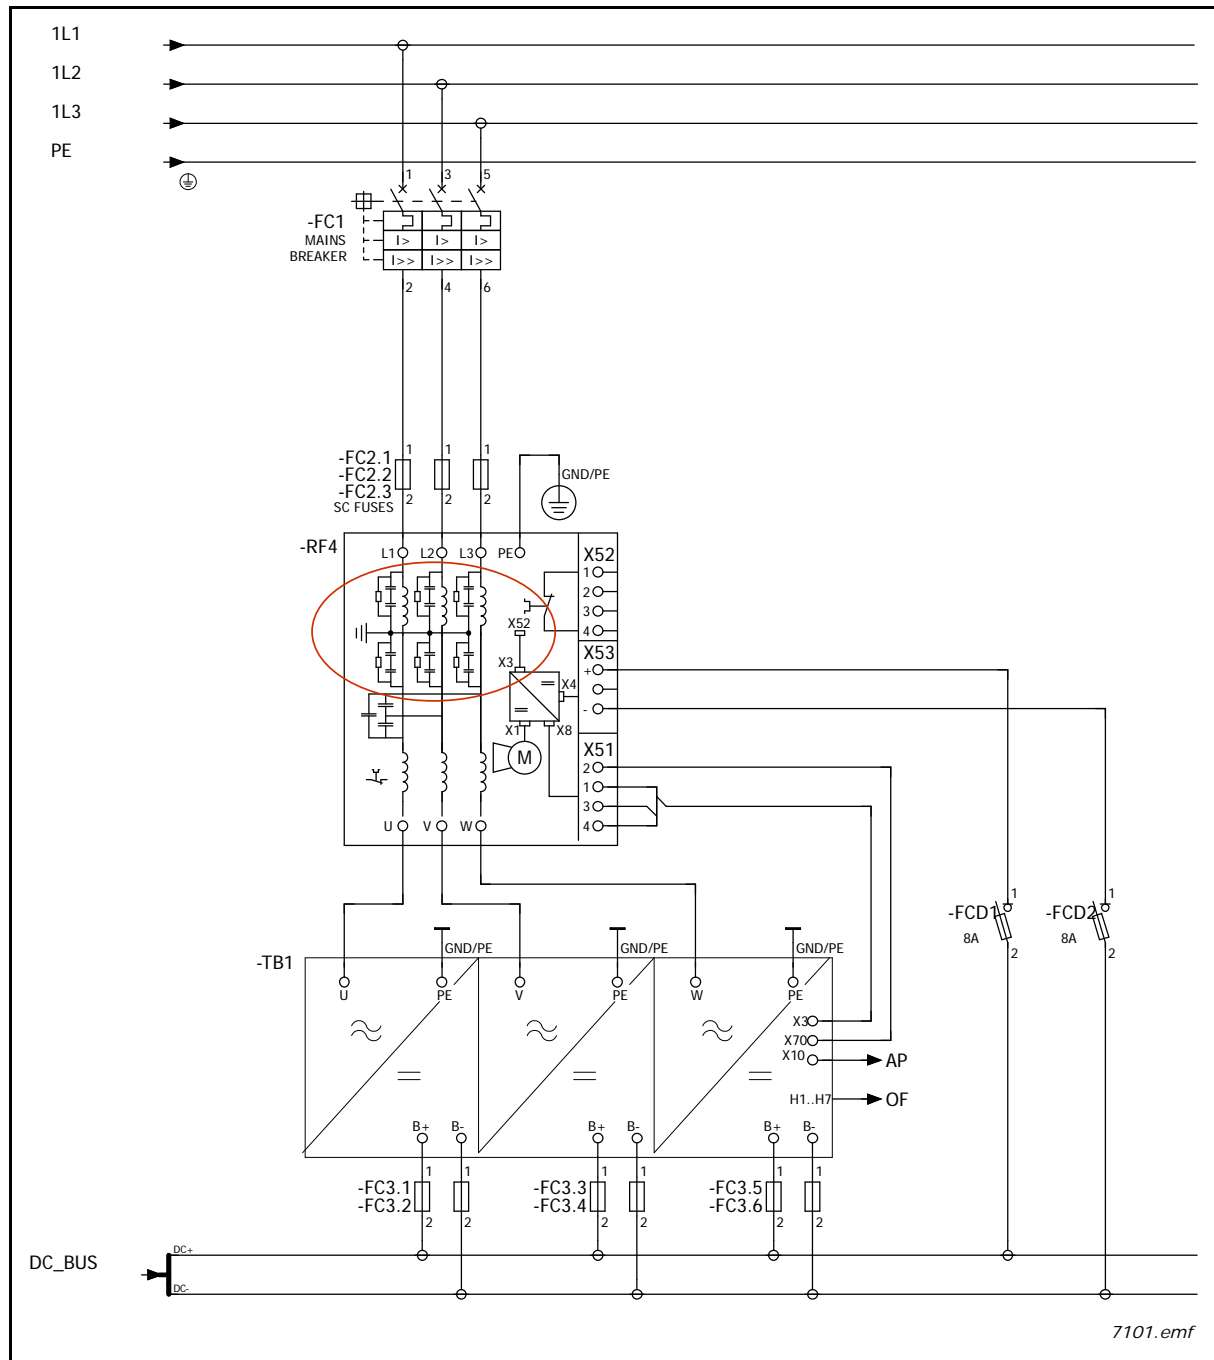 1L1
1L2
1L3
PE
1 3 5
-FC1
MAINS
BREAKER
I> I> I>
I>> I>> I>>
2 4 6
1 1 1
-FC2.1
-FC2.2
-FC2.3
SC FUSES
2 2 2
GND/PE
-RF4
L1 L2 L3 PE
X52
1
2
3
4
X52
X53
+
-
X3
X4
X1 X8
M
X51
2
1
3
4
U V W
-FCD1
8A
1
2
-FCD2
8A
1
2
-TB1
GND/PE GND/PE GND/PE
U PE V PE W PE
X3
X70
X10
AP
H1..H7
OF
B+ B- B+ B- B+ B-
1 1 1 1 1 1
-FC3.1
-FC3.2
-FC3.3
-FC3.4
-FC3.5
-FC3.6
2 2 2 2 2 2
DC_BUS
DC+
DC-
7101.emf